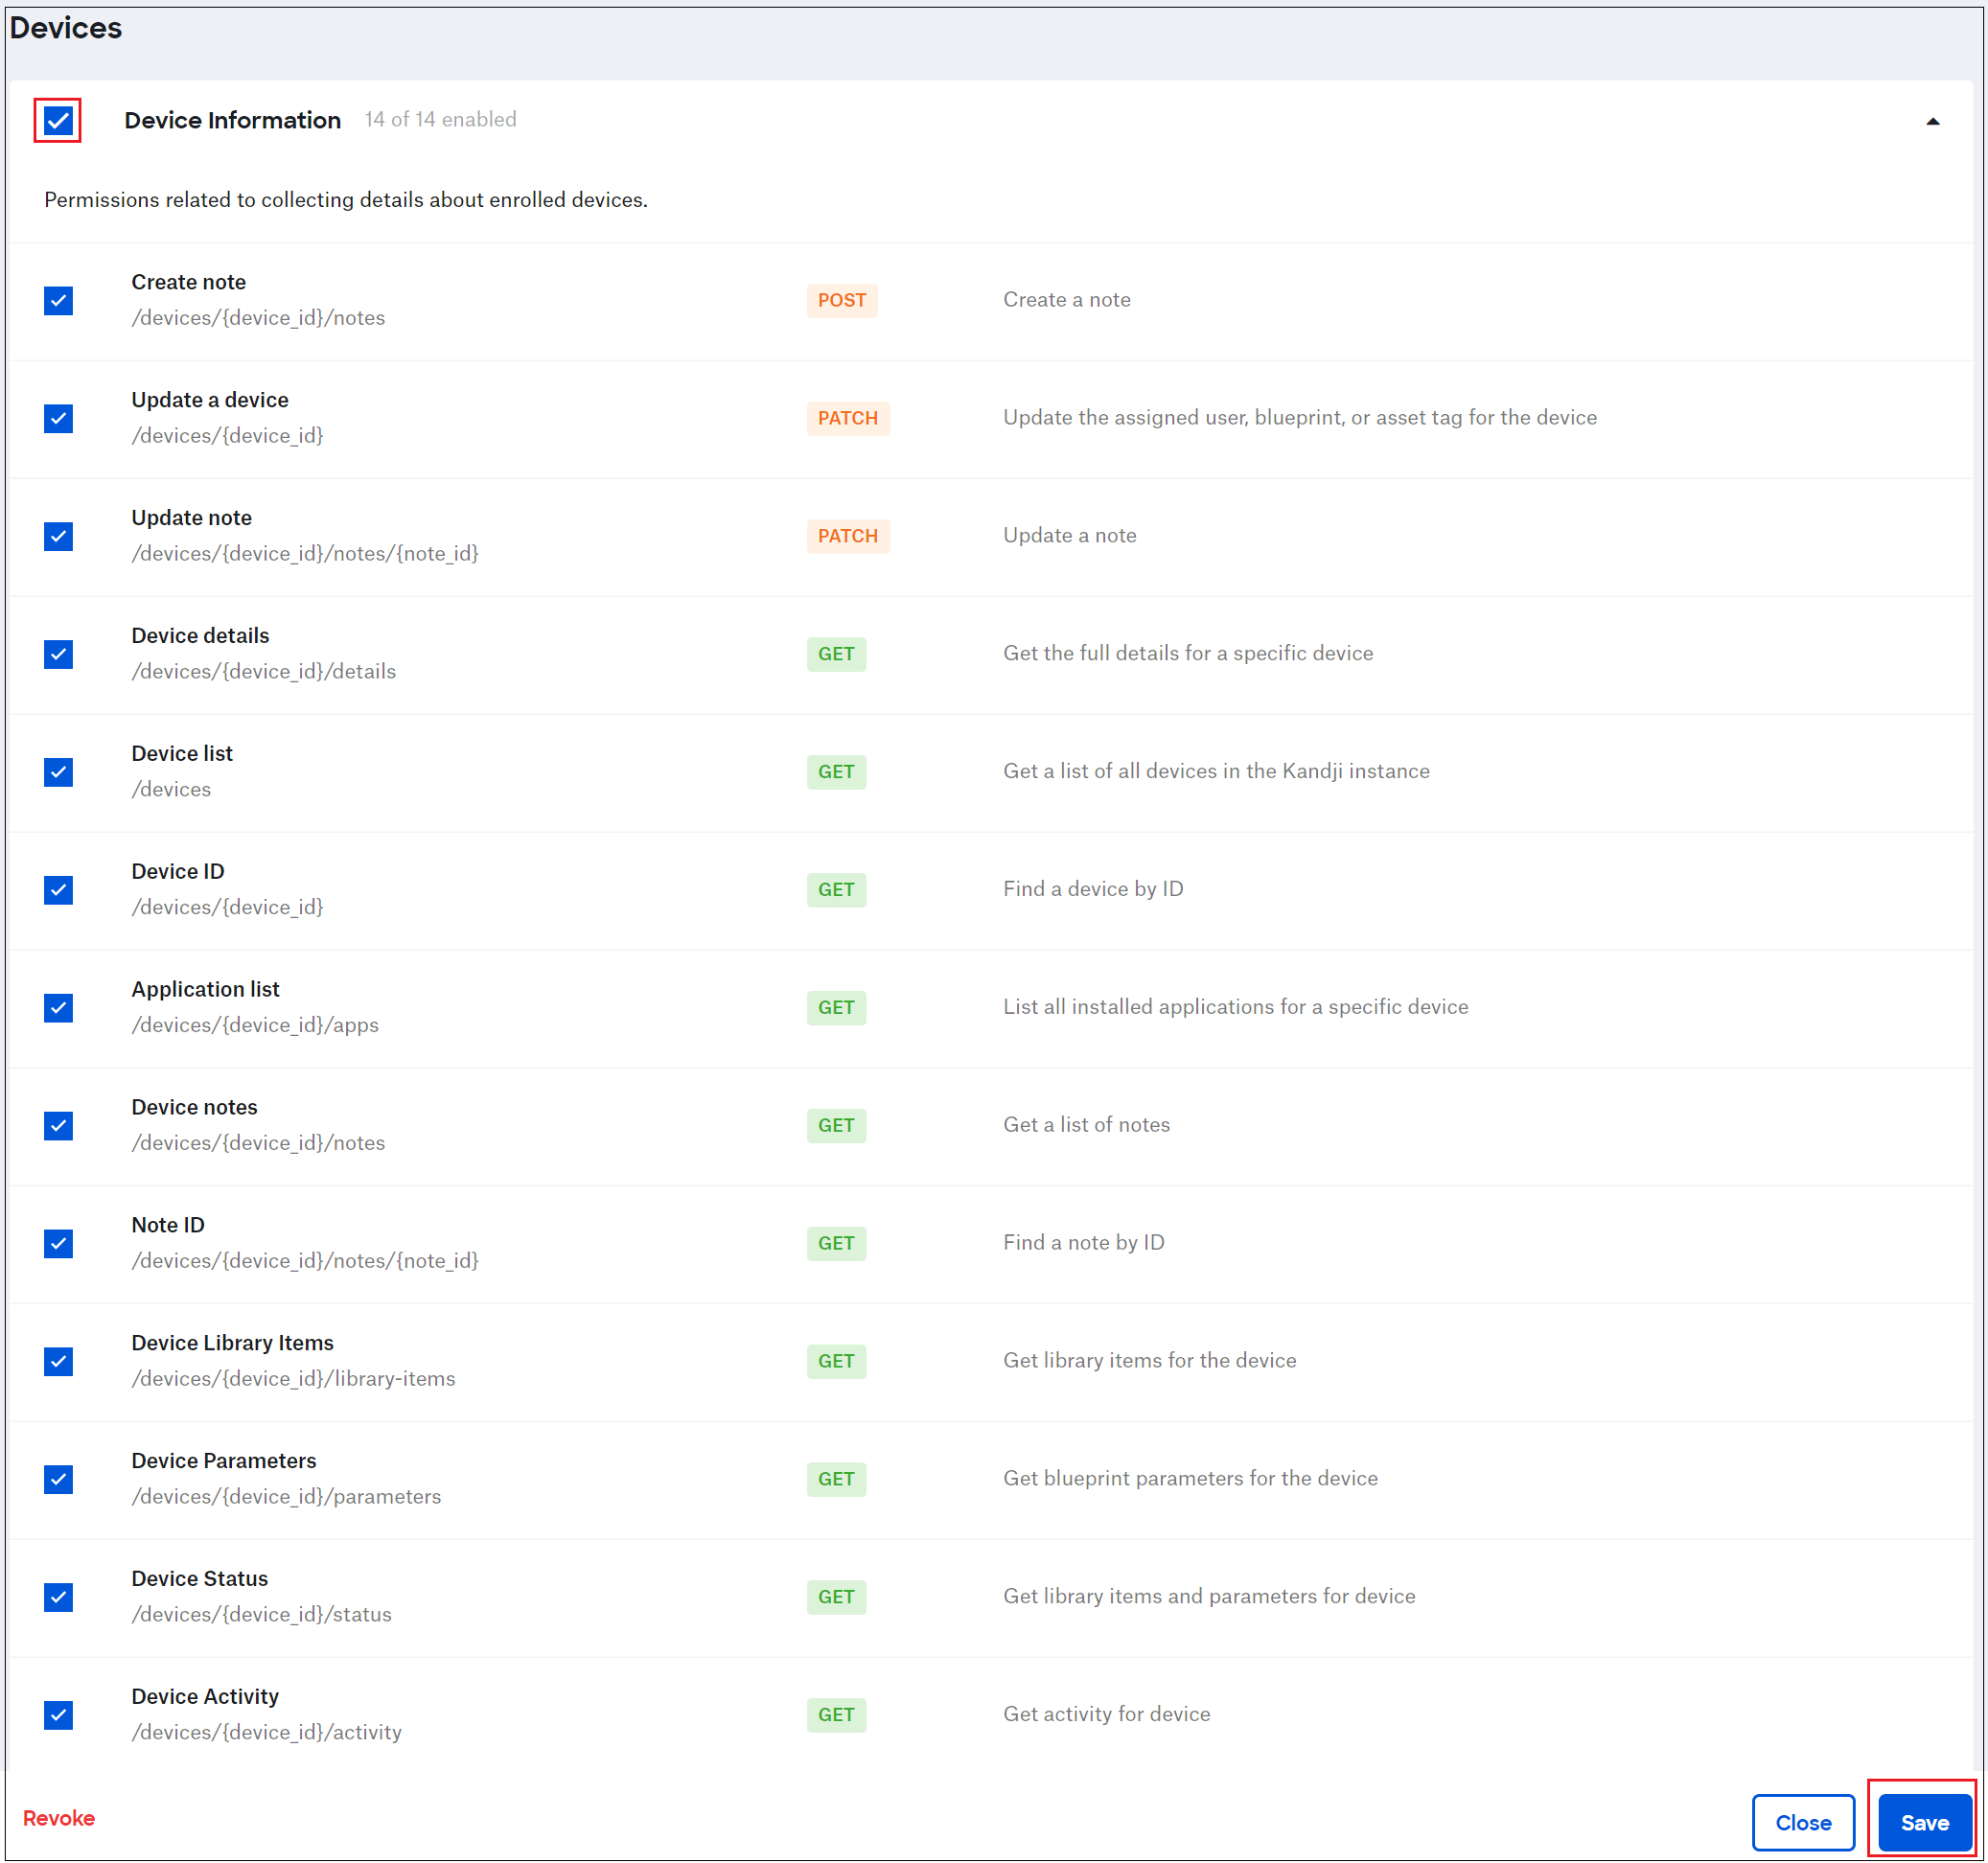 Devices
Device Information 14 of 14 enabled
Permissions related to collecting details about enrolled devices.
Create note
/devices/{device_id}/notes
POST
Create a note
Update a device
/devices/{device_id}
PATCH
Update the assigned user, blueprint, or asset tag for the device
Update note
/devices/{device_id}/notes/{note_id}
PATCH
Update a note
Device details
/devices/{device_id}/details
GET
Get the full details for a specific device
Device list
/devices
GET
Get a list of all devices in the Kandji instance
Device ID
/devices/{device_id}
GET
Find a device by ID
Application list
/devices/{device_id}/apps
GET
List all installed applications for a specific device
Device notes
/devices/{device_id}/notes
GET
Get a list of notes
Note ID
/devices/{device_id}/notes/{note_id}
GET
Find a note by ID
Device Library Items
/devices/{device_id}/library-items
GET
Get library items for the device
Device Parameters
/devices/{device_id}/parameters
GET
Get blueprint parameters for the device
Device Status
/devices/{device_id}/status
GET
Get library items and parameters for device
Device Activity
/devices/{device_id}/activity
GET
Get activity for device
Revoke
Close
Save